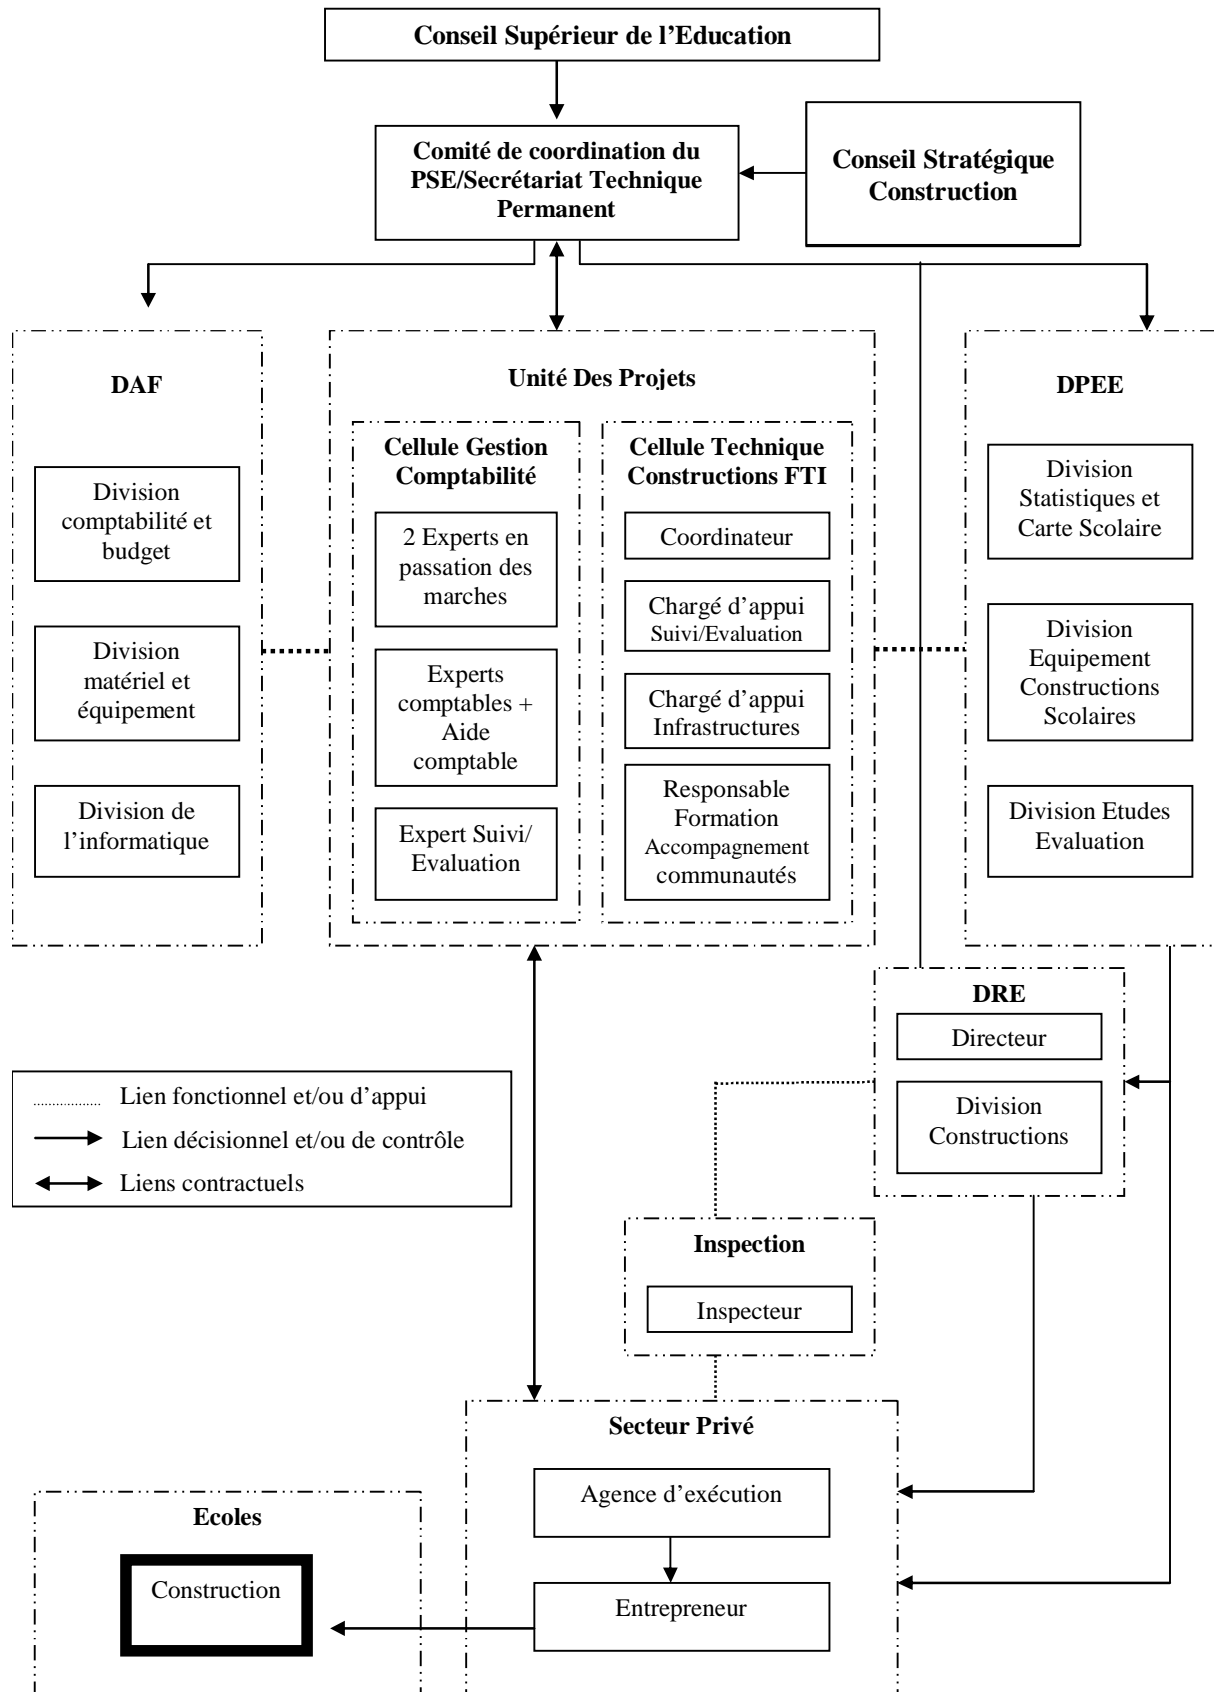 Conseil Supérieur de l'Education
Comité de coordination du
PSE/Secrétariat Technique
Permanent
Conseil Stratégique
Construction
DAF
Division
comptabilité et
budget
Division
matériel et
équipement
Division de
l'informatique
Unité Des Projets
Cellule Gestion
Comptabilité
2 Experts en
passation des
marches
Experts
comptables +
Aide
comptable
Expert Suivi/
Evaluation
Cellule Technique
Constructions FTI
Coordinateur
Chargé d'appui
Suivi/Evaluation
Chargé d'appui
Infrastructures
Responsable
Formation
Accompagnement
communautés
DPEE
Division
Statistiques et
Carte Scolaire
Division
Equipement
Constructions
Scolaires
Division Etudes
Evaluation
DRE
Directeur
Division
Constructions
Lien fonctionnel et/ou d'appui
Lien décisionnel et/ou de contrôle
Liens contractuels
Inspection
Inspecteur
Secteur Privé
Agence d'exécution
Entrepreneur
Ecoles
Construction